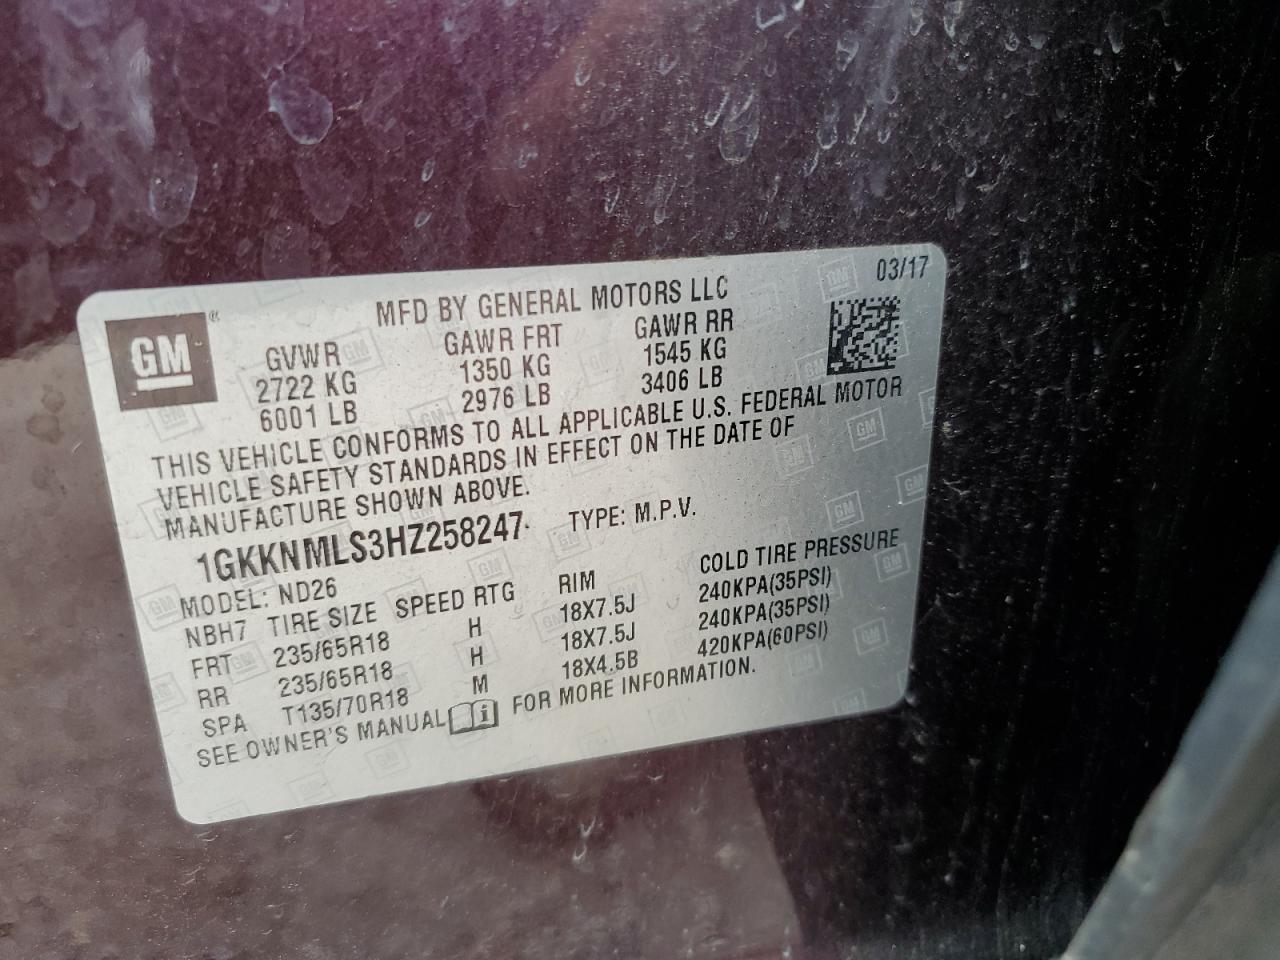 03/17
GM®
MFD BY GENERAL MOTORS LLC
GVWR GAWR FRT GAWR RR
2722 KG 1350 KG 1545 KG
6001 LB 2976 LB 3406 LB
THIS VEHICLE CONFORMS TO ALL APPLICABLE U.S. FEDERAL MOTOR
VEHICLE SAFETY STANDARDS IN EFFECT ON THE DATE OF
MANUFACTURE SHOWN ABOVE.
1GKKNMLS3HZ258247 TYPE: M.P.V.
MODEL: ND26
NBH7 TIRE SIZE SPEED RTG RIM COLD TIRE PRESSURE
FRT 235/65R18 H 18X7.5J 240KPA(35PSI)
RR 235/65R18 H 18X7.5J 240KPA(35PSI)
SPA T135/70R18 M 18X4.5B 420KPA(60PSI)
SEE OWNER'S MANUAL FOR MORE INFORMATION.